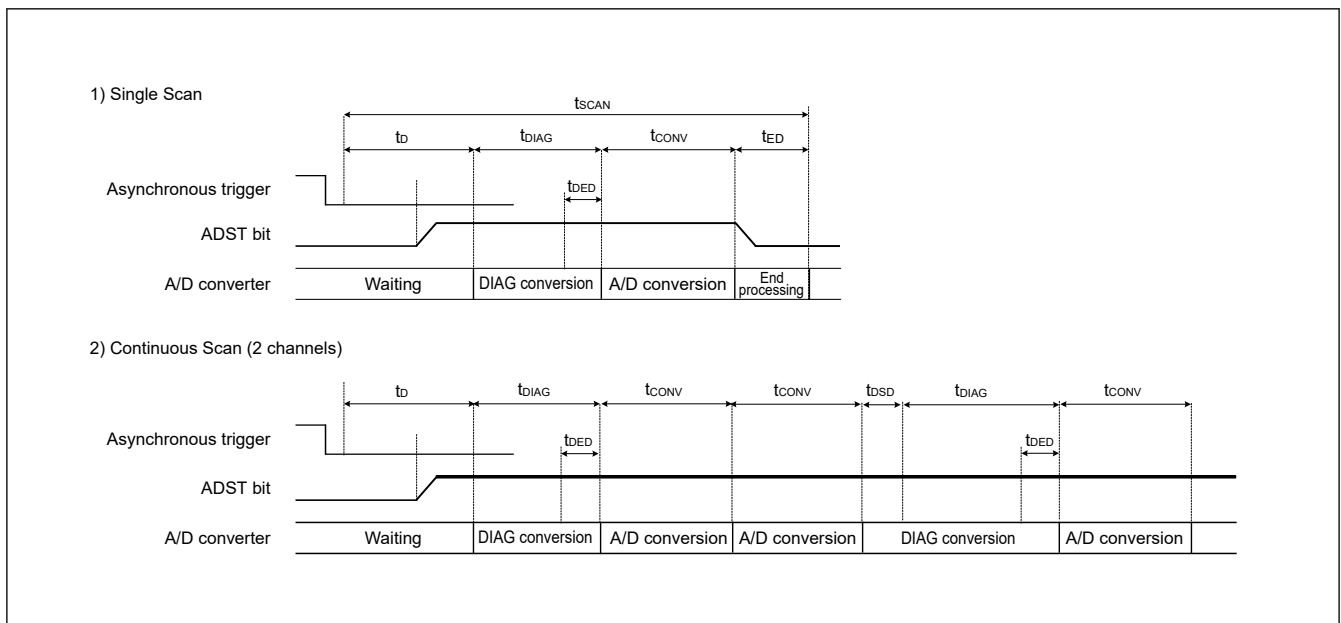 1) Single Scan
tSCAN
tD tDIAG tCONV tED
Asynchronous trigger
tDED
ADST bit
A/D converter Waiting DIAG conversion A/D conversion End processing
2) Continuous Scan (2 channels)
tD tDIAG tCONV tCONV tDSD tDIAG tCONV
Asynchronous trigger
tDED tDED
ADST bit
A/D converter Waiting DIAG conversion A/D conversion A/D conversion DIAG conversion A/D conversion